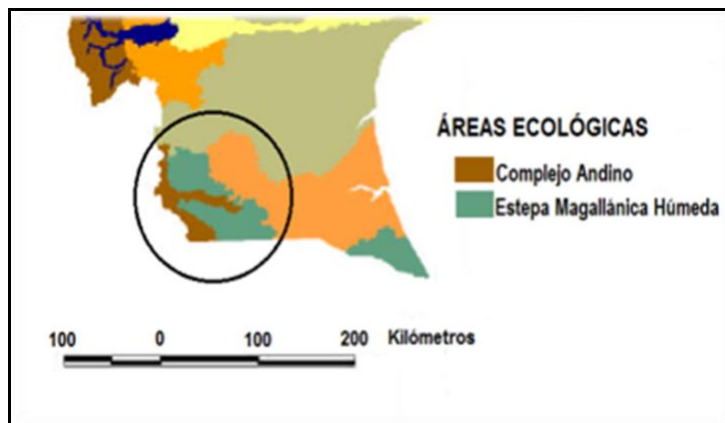 ÁREAS ECOLÓGICAS
Complejo Andino
Estepa Magallánica Húmeda
100 0 100 200 Kilómetros